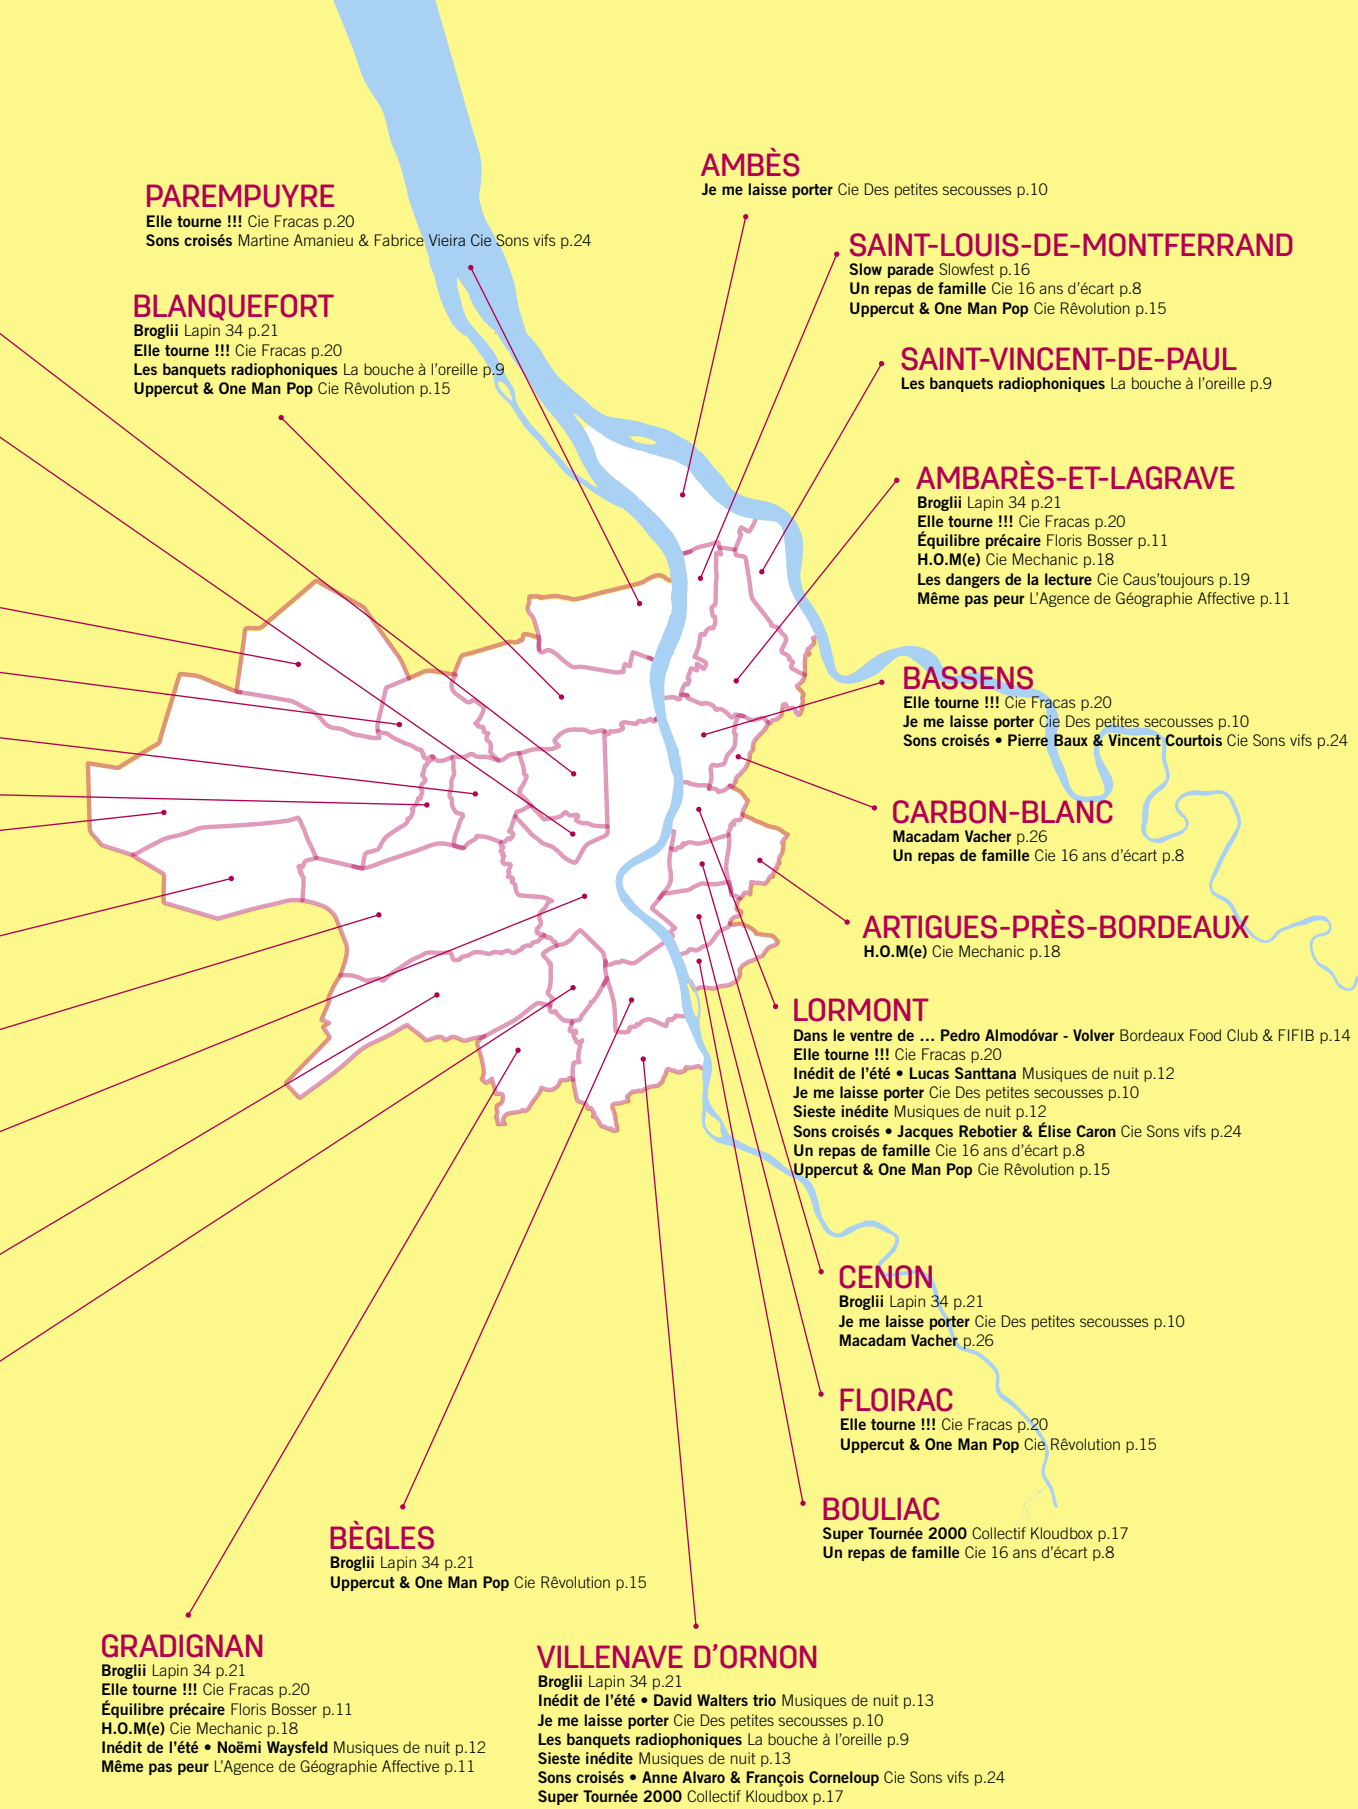 AMBÈS
Je me laisse porter Cie Des petites secousses p.10
PAREMPUYRE
Elle tourne !!! Cie Fracas p.20
Sons croisés Martine Amanieu & Fabrice Vieira Cie Sons vifs p.24
SAINT-LOUIS-DE-MONTFERRAND
Slow parade Slowfest p.16
Un repas de famille Cie 16 ans d'écart p.8
Uppercut & One Man Pop Cie Rêvolution p.15
BLANQUEFORT
Broglii Lapin 34 p.21
Elle tourne !!! Cie Fracas p.20
Les banquets radiophoniques La bouche à l'oreille p.9
Uppercut & One Man Pop Cie Rêvolution p.15
SAINT-VINCENT-DE-PAUL
Les banquets radiophoniques La bouche à l'oreille p.9
AMBARÈS-ET-LAGRAVE
Broglii Lapin 34 p.21
Elle tourne !!! Cie Fracas p.20
Équilibre précaire Floris Bosser p.11
H.O.M(e) Cie Mechanic p.18
Les dangers de la lecture Cie Caus'toujours p.19
Même pas peur L'Agence de Géographie Affective p.11
BASSENS
Elle tourne !!! Cie Fracas p.20
Je me laisse porter Cie Des petites secousses p.10
Sons croisés • Pierre Baux & Vincent Courtois Cie Sons vifs p.24
CARBON-BLANC
Macadam Vacher p.26
Un repas de famille Cie 16 ans d'écart p.8
ARTIGUES-PRÈS-BORDEAUX
H.O.M(e) Cie Mechanic p.18
LORMONT
Dans le ventre de ... Pedro Almodóvar - Volver Bordeaux Food Club & FIFIB p.14
Elle tourne !!! Cie Fracas p.20
Inédit de l'été • Lucas Santtana Musiques de nuit p.12
Je me laisse porter Cie Des petites secousses p.10
Sieste inédite Musiques de nuit p.12
Sons croisés • Jacques Rebotier & Élise Caron Cie Sons vifs p.24
Un repas de famille Cie 16 ans d'écart p.8
Uppercut & One Man Pop Cie Rêvolution p.15
CENON
Broglii Lapin 34 p.21
Je me laisse porter Cie Des petites secousses p.10
Macadam Vacher p.26
FLOIRAC
Elle tourne !!! Cie Fracas p.20
Uppercut & One Man Pop Cie Rêvolution p.15
BOULIAC
Super Tournée 2000 Collectif Kloudbox p.17
Un repas de famille Cie 16 ans d'écart p.8
BÈGLES
Broglii Lapin 34 p.21
Uppercut & One Man Pop Cie Rêvolution p.15
GRADIGNAN
Broglii Lapin 34 p.21
Elle tourne !!! Cie Fracas p.20
Équilibre précaire Floris Bosser p.11
H.O.M(e) Cie Mechanic p.18
Inédit de l'été • Noëmi Waysfeld Musiques de nuit p.12
Même pas peur L'Agence de Géographie Affective p.11
VILLENAVE D'ORNON
Broglii Lapin 34 p.21
Inédit de l'été • David Walters trio Musiques de nuit p.13
Je me laisse porter Cie Des petites secousses p.10
Les banquets radiophoniques La bouche à l'oreille p.9
Sieste inédite Musiques de nuit p.13
Sons croisés • Anne Alvaro & François Corneloup Cie Sons vifs p.24
Super Tournée 2000 Collectif Kloudbox p.17